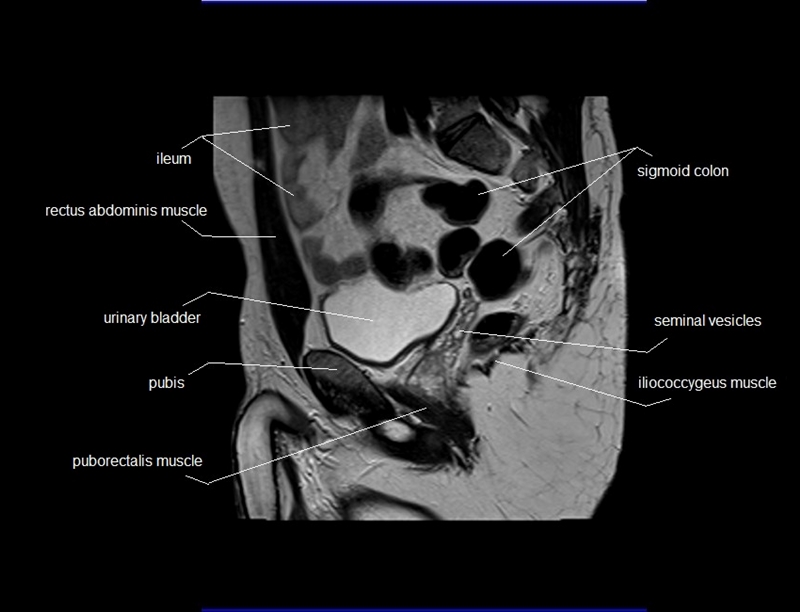 ileum
sigmoid colon
rectus abdominis muscle
urinary bladder
seminal vesicles
pubis
iliococcygeus muscle
puborectalis muscle